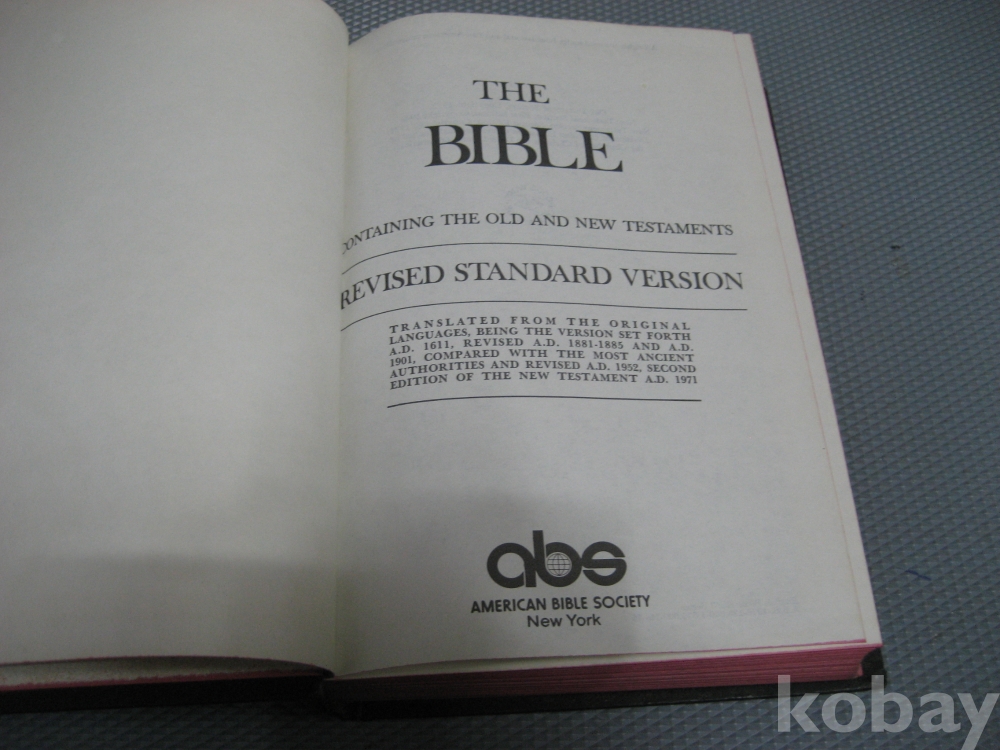 THE
BIBLE
CONTAINING THE OLD AND NEW TESTAMENTS
REVISED STANDARD VERSION
TRANSLATED FROM THE ORIGINAL
LANGUAGES, BEING THE VERSION SET FORTH
A.D. 1611, REVISED A.D. 1881-1885 AND A.D.
1901, COMPARED WITH THE MOST ANCIENT
AUTHORITIES AND REVISED A.D. 1952, SECOND
EDITION OF THE NEW TESTAMENT A.D. 1971
abs
AMERICAN BIBLE SOCIETY
New York
kobay